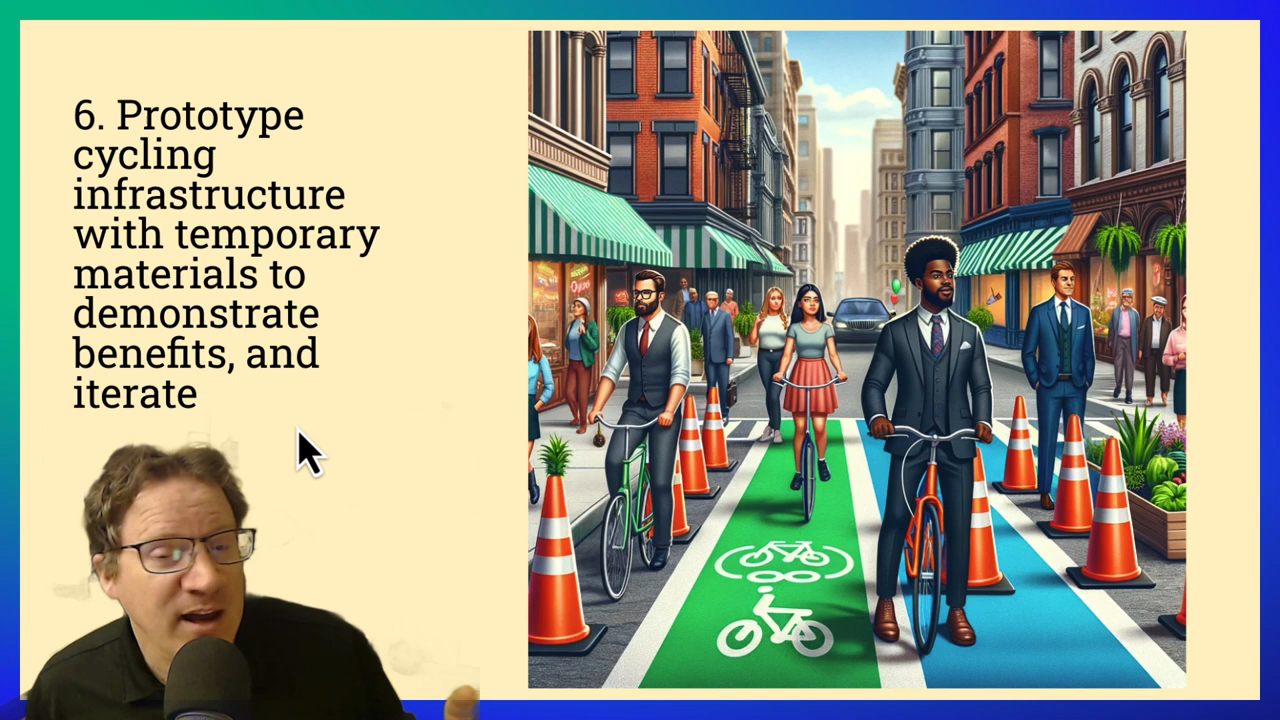 6. Prototype
cycling
infrastructure
with temporary
materials to
demonstrate
benefits, and
iterate